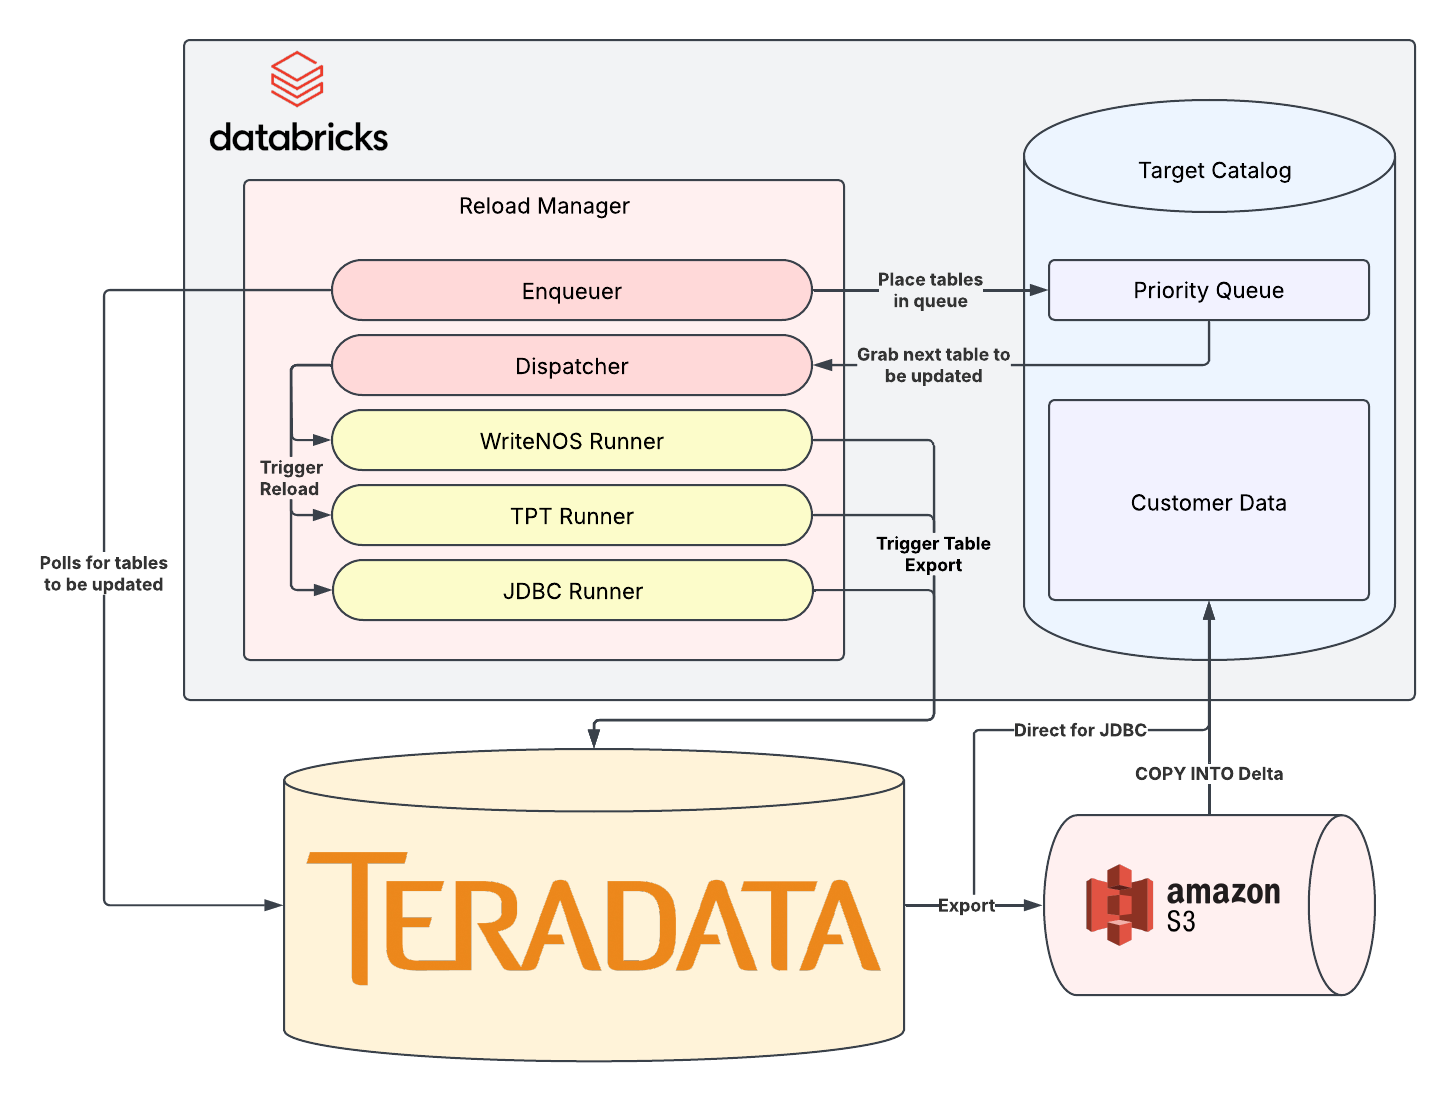 databricks
Target Catalog
Reload Manager
Enqueuer
Place tables
in queue
Priority Queue
Dispatcher
Grab next table to
be updated
WriteNOS Runner
Trigger
Reload
TPT Runner
Customer Data
Trigger Table
Export
JDBC Runner
Polls for tables
to be updated
Direct for JDBC
COPY INTO Delta
TERADATA
Export
amazon
S3